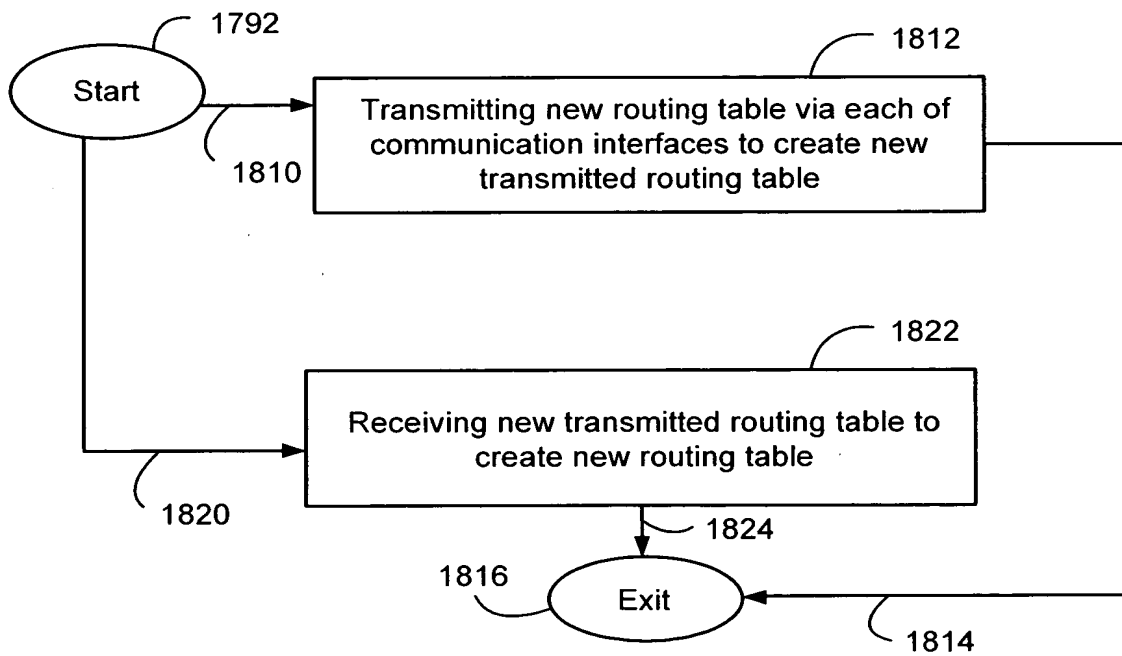 1792
Start
1812
Transmitting new routing table via each of
communication interfaces to create new
transmitted routing table
1810
1822
Receiving new transmitted routing table to
create new routing table
1820
1824
1816
Exit
1814